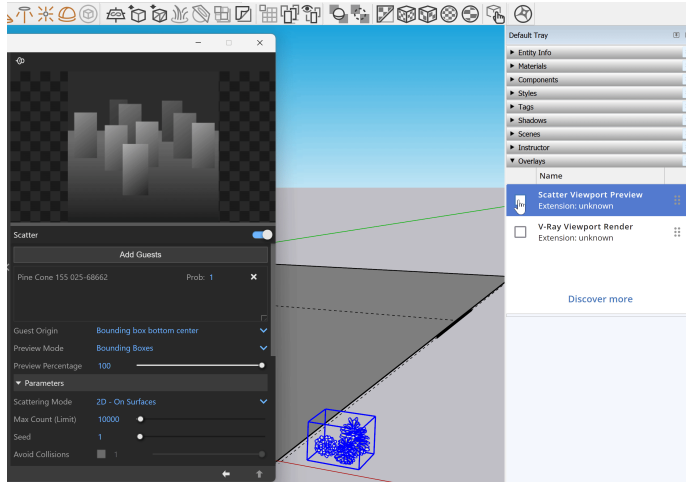 Default Tray
Entity Info
Materials
Components
Styles
Tags
Shadows
Scenes
Instructor
Overlays
Name
Scatter Viewport Preview
Extension: unknown
V-Ray Viewport Render
Extension: unknown
Discover more
Scatter
Add Guests
Pine Cone 155 025-68662 Prob: 1
Guest Origin Bounding box bottom center
Preview Mode Bounding Boxes
Preview Percentage 100
Parameters
Scattering Mode 2D - On Surfaces
Max Count (Limit) 10000
Seed 1
Avoid Collisions 1